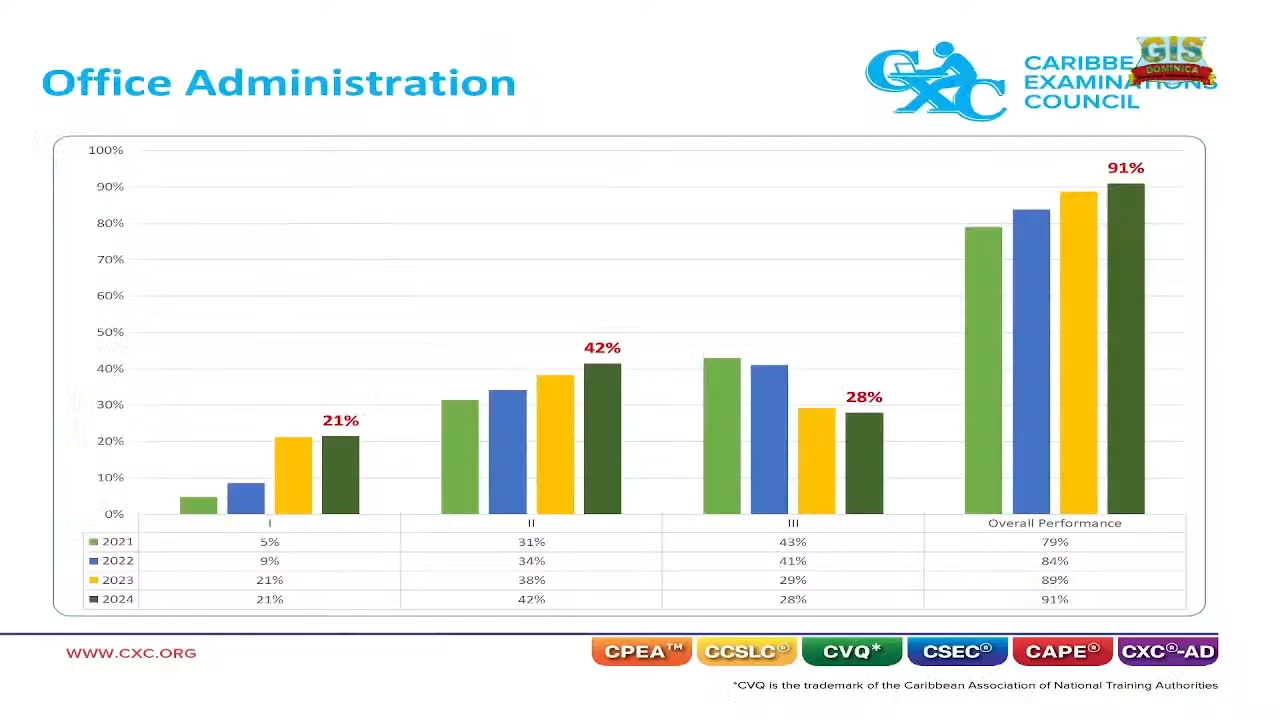 Office Administration
CXC
CARIBBE
EXAMINATIONS
COUNCIL
GIS
DOMINICA
100%
90%
80%
70%
60%
50%
40%
30%
20%
10%
0%
21%
42%
28%
91%
I II III Overall Performance
2021 5% 31% 43% 79%
2022 9% 34% 41% 84%
2023 21% 38% 29% 89%
2024 21% 42% 28% 91%
WWW.CXC.ORG
CPEA™ CCSLC® CVQ* CSEC® CAPE® CXC®-AD
*CVQ is the trademark of the Caribbean Association of National Training Authorities